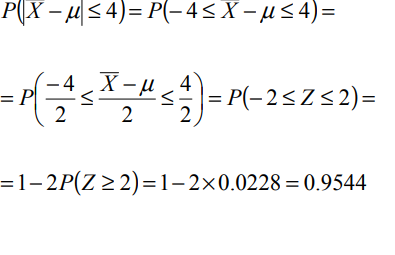 P(|X̅ − μ| ≤ 4) = P(−4 ≤ X̅ − μ ≤ 4) =
= P(−4/2 ≤ (X̅ − μ)/2 ≤ 4/2) = P(−2 ≤ Z ≤ 2) =
= 1 − 2P(Z ≥ 2) = 1 − 2×0.0228 = 0.9544